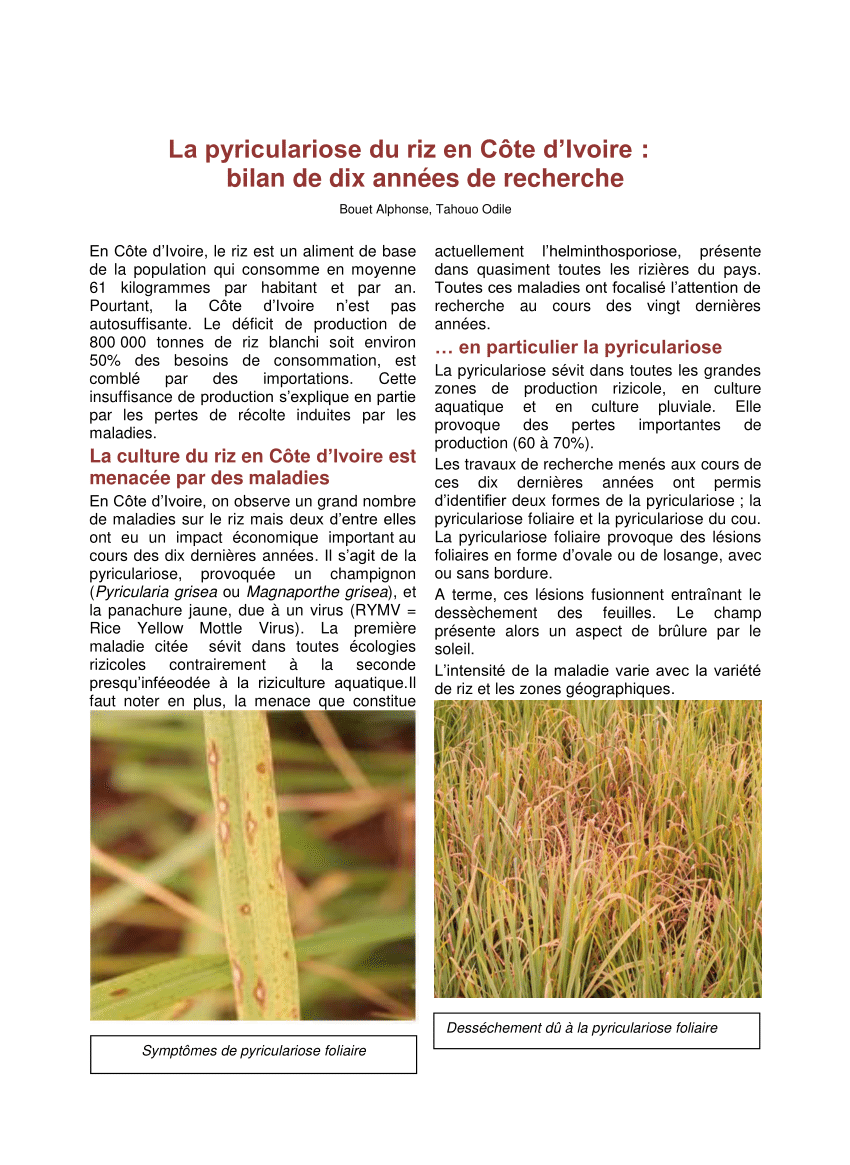 La pyriculariose du riz en Côte d’Ivoire :
bilan de dix années de recherche
Bouet Alphonse, Tahouo Odile
En Côte d’Ivoire, le riz est un aliment de base
de la population qui consomme en moyenne
61 kilogrammes par habitant et par an.
Pourtant, la Côte d’Ivoire n’est pas
autosuffisante. Le déficit de production de
800 000 tonnes de riz blanchi soit environ
50% des besoins de consommation, est
comblé par des importations. Cette
insuffisance de production s’explique en partie
par les pertes de récolte induites par les
maladies.
La culture du riz en Côte d’Ivoire est
menacée par des maladies
En Côte d’Ivoire, on observe un grand nombre
de maladies sur le riz mais deux d’entre elles
ont eu un impact économique important au
cours des dix dernières années. Il s’agit de la
pyriculariose, provoquée un champignon
(Pyricularia grisea ou Magnaporthe grisea), et
la panachure jaune, due à un virus (RYMV =
Rice Yellow Mottle Virus). La première
maladie citée sévit dans toutes écologies
rizicoles contrairement à la seconde
presqu’inféeodée à la riziculture aquatique.Il
faut noter en plus, la menace que constitue
actuellement l’helminthosporiose, présente
dans quasiment toutes les rizières du pays.
Toutes ces maladies ont focalisé l’attention de
recherche au cours des vingt dernières
années.
… en particulier la pyriculariose
La pyriculariose sévit dans toutes les grandes
zones de production rizicole, en culture
aquatique et en culture pluviale. Elle
provoque des pertes importantes de
production (60 à 70%).
Les travaux de recherche menés aux cours de
ces dix dernières années ont permis
d’identifier deux formes de la pyriculariose ; la
pyriculariose foliaire et la pyriculariose du cou.
La pyriculariose foliaire provoque des lésions
foliaires en forme d’ovale ou de losange, avec
ou sans bordure.
A terme, ces lésions fusionnent entraînant le
dessèchement des feuilles. Le champ
présente alors un aspect de brûlure par le
soleil.
L’intensité de la maladie varie avec la variété
de riz et les zones géographiques.
Symptômes de pyriculariose foliaire
Desséchement dû à la pyriculariose foliaire